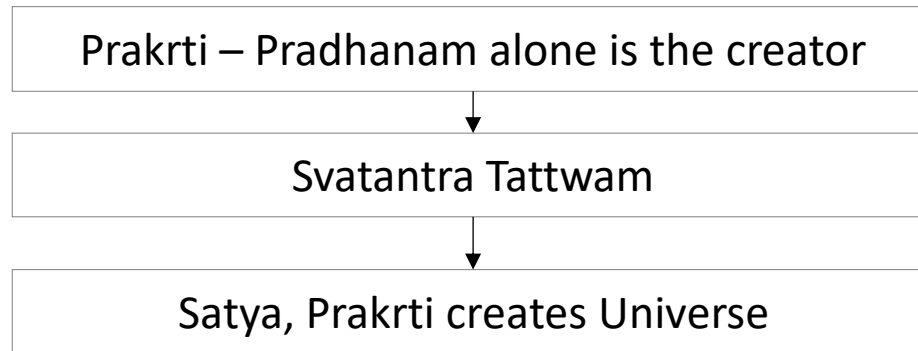 Prakrti – Pradhanam alone is the creator
Svatantra Tattwam
Satya, Prakrti creates Universe